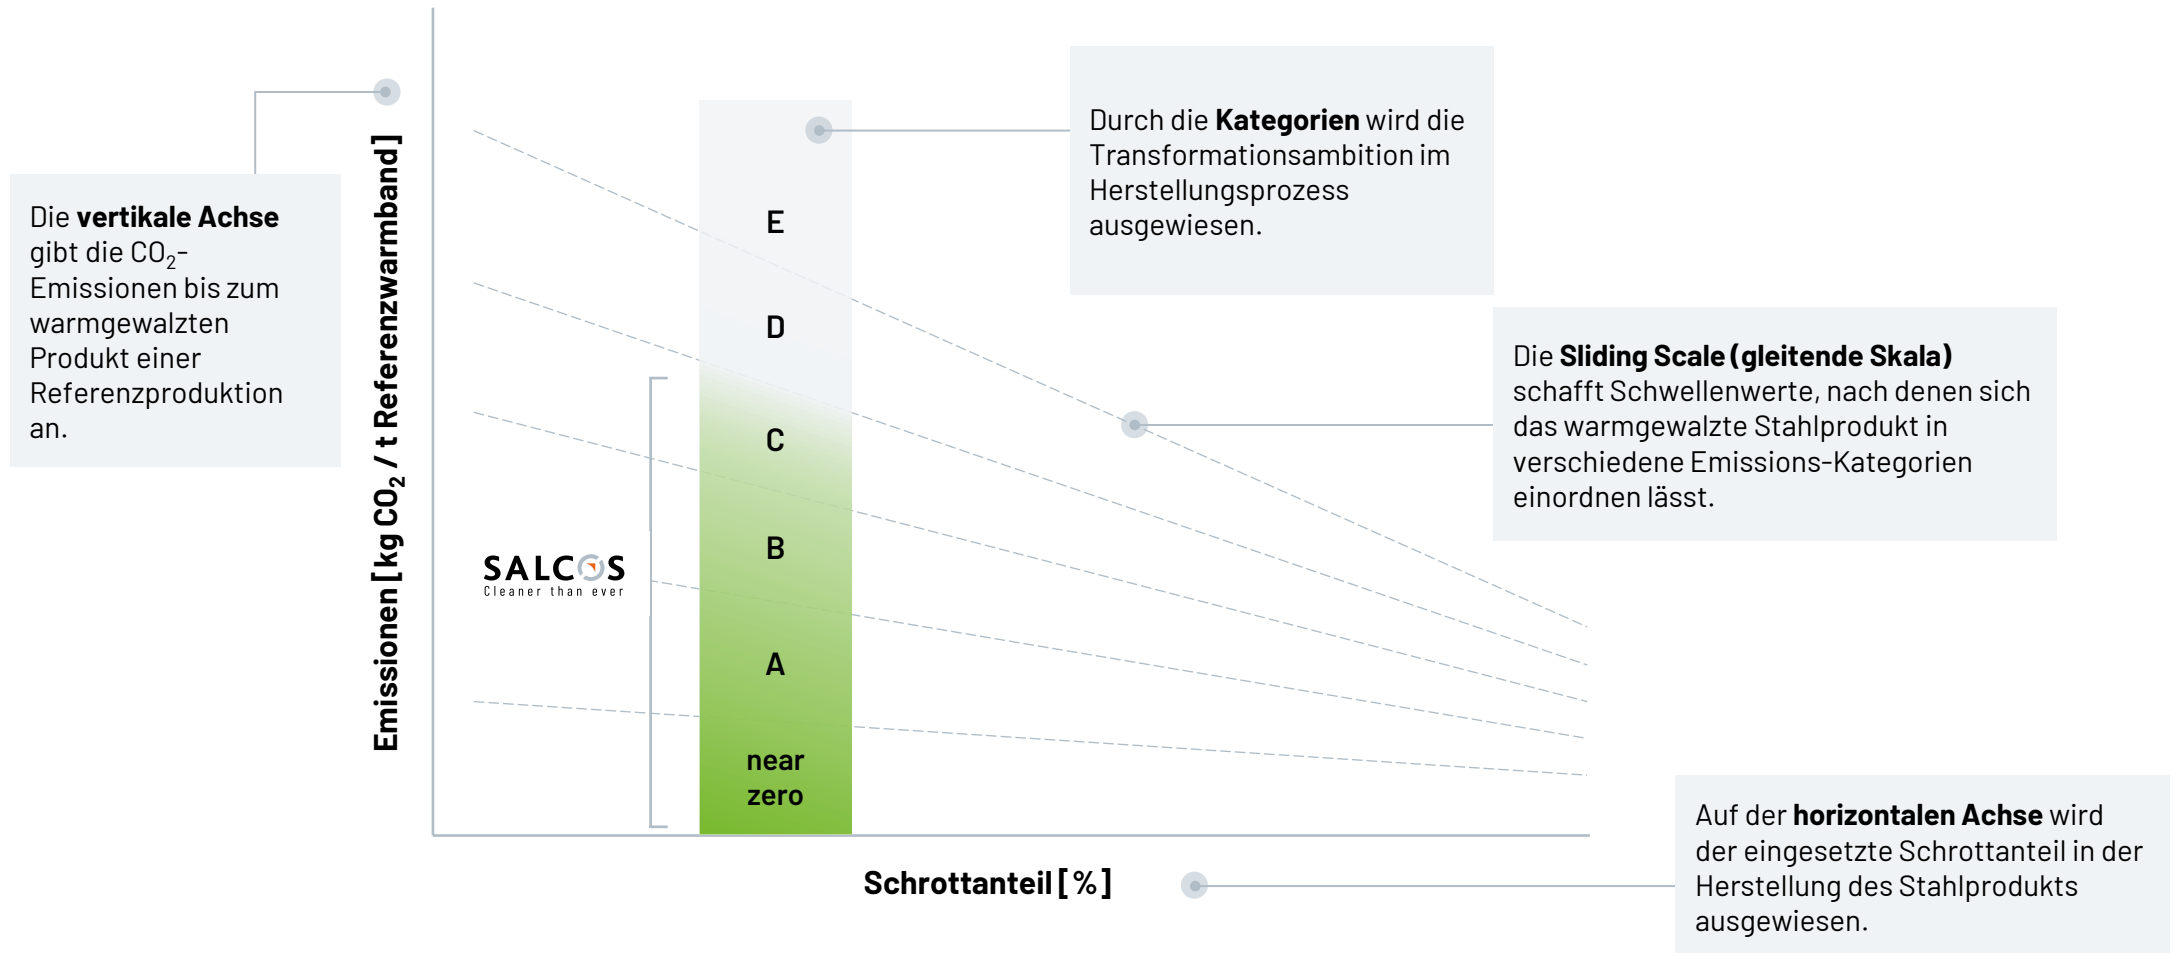 Die vertikale Achse
gibt die CO₂-
Emissionen bis zum
warmgewalzten
Produkt einer
Referenzproduktion
an.
Emissionen [kg CO₂ / t Referenzwarmband]
Durch die Kategorien wird die
Transformationsambition im
Herstellungsprozess
ausgewiesen.
E
D
C
B
A
near
zero
SALCOS
Cleaner than ever
Die Sliding Scale (gleitende Skala)
schafft Schwellenwerte, nach denen sich
das warmgewalzte Stahlprodukt in
verschiedene Emissions-Kategorien
einordnen lässt.
Schrottanteil [%]
Auf der horizontalen Achse wird
der eingesetzte Schrottanteil in der
Herstellung des Stahlprodukts
ausgewiesen.